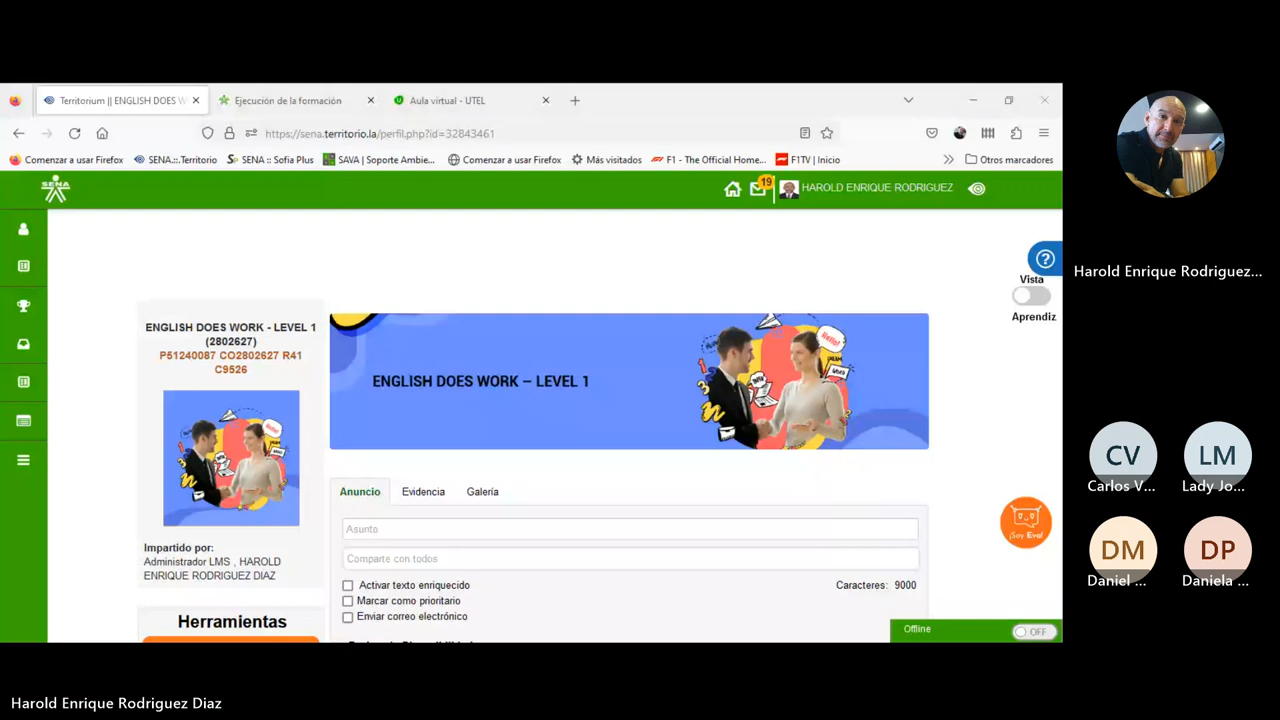 Territorium || ENGLISH DOES W
Ejecución de la formación
Aula virtual - UTEL
https://sena.territorio.la/perfil.php?id=32843461
Comenzar a usar Firefox
SENA.::.Territorio
SENA :: Sofia Plus
SAVA | Soporte Ambie...
Comenzar a usar Firefox
Más visitados
F1 - The Official Home...
F1TV | Inicio
Otros marcadores
SENA
19
HAROLD ENRIQUE RODRIGUEZ
Vista
Aprendiz
ENGLISH DOES WORK - LEVEL 1
(2802627)
P51240087 CO2802627 R41
C9526
ENGLISH DOES WORK – LEVEL 1
Hello!
Impartido por:
Administrador LMS , HAROLD
ENRIQUE RODRIGUEZ DIAZ
Herramientas
Anuncio
Evidencia
Galería
Asunto
Comparte con todos
Activar texto enriquecido
Caracteres: 9000
Marcar como prioritario
Enviar correo electrónico
¡Soy Eva!
Offline
OFF
Harold Enrique Rodriguez...
CV
Carlos V...
LM
Lady Jo...
DM
Daniel ...
DP
Daniela ...
Harold Enrique Rodriguez Diaz